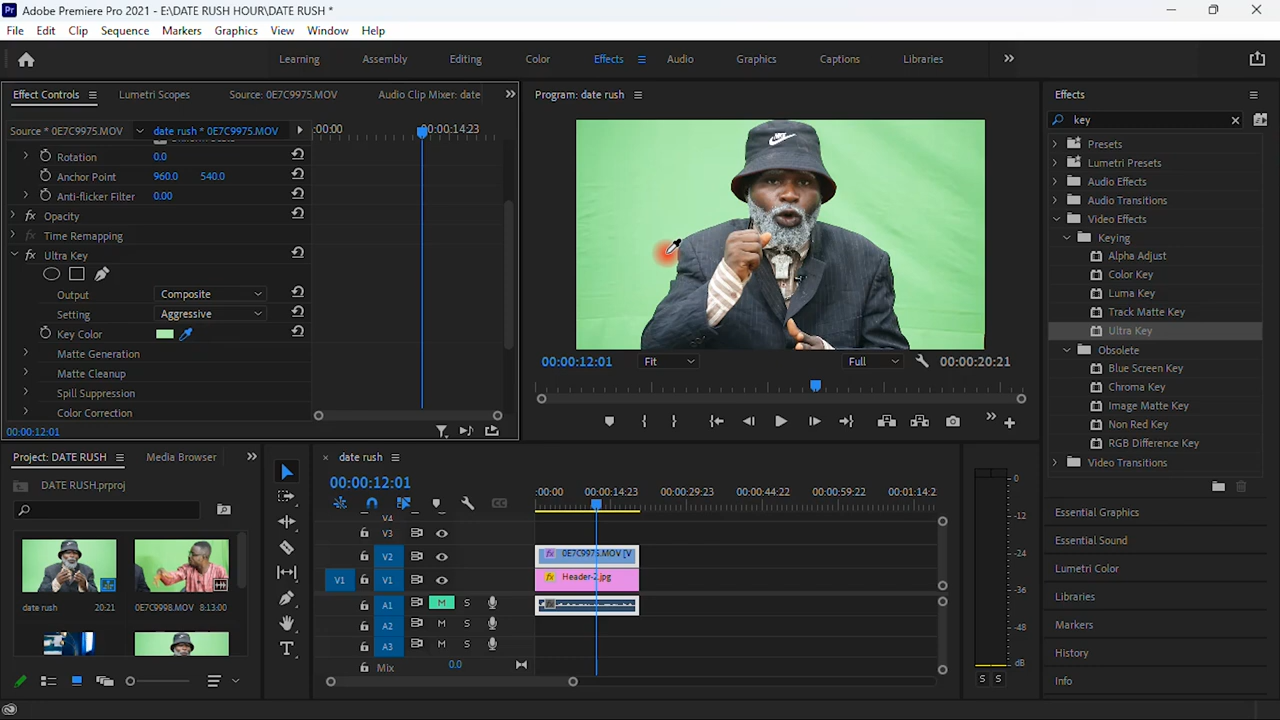 Pr Adobe Premiere Pro 2021 - E:\DATE RUSH HOUR\DATE RUSH *
File Edit Clip Sequence Markers Graphics View Window Help
Learning Assembly Editing Color Effects Audio Graphics Captions Libraries
Effect Controls Lumetri Scopes Source: 0E7C9975.MOV Audio Clip Mixer: date
Source * 0E7C9975.MOV date rush * 0E7C9975.MOV :00:00 00:00:14:23
Rotation 0.0
Anchor Point 960.0 540.0
Anti-flicker Filter 0.00
fx Opacity
fx Time Remapping
fx Ultra Key
Output Composite
Setting Aggressive
Key Color
Matte Generation
Matte Cleanup
Spill Suppression
Color Correction
00:00:12:01
Program: date rush
00:00:12:01 Fit Full 00:00:20:21
Effects
key
Presets
Lumetri Presets
Audio Effects
Audio Transitions
Video Effects
Keying
Alpha Adjust
Color Key
Luma Key
Track Matte Key
Ultra Key
Obsolete
Blue Screen Key
Chroma Key
Image Matte Key
Non Red Key
RGB Difference Key
Video Transitions
Essential Graphics
Essential Sound
Lumetri Color
Libraries
Markers
History
Info
Project: DATE RUSH Media Browser
DATE RUSH.prproj
date rush 20:21 0E7C9998.MOV 8:13:00
× date rush
00:00:12:01 :00:00 00:00:14:23 00:00:29:23 00:00:44:22 00:00:59:22 00:01:14:2
V4
V3
V2 fx 0E7C9975.MOV [V
V1 V1 fx Header-2.jpg
A1 M S
A2 M S
A3 M S
Mix 0.0
0
-12
-24
-36
-48
dB
S S